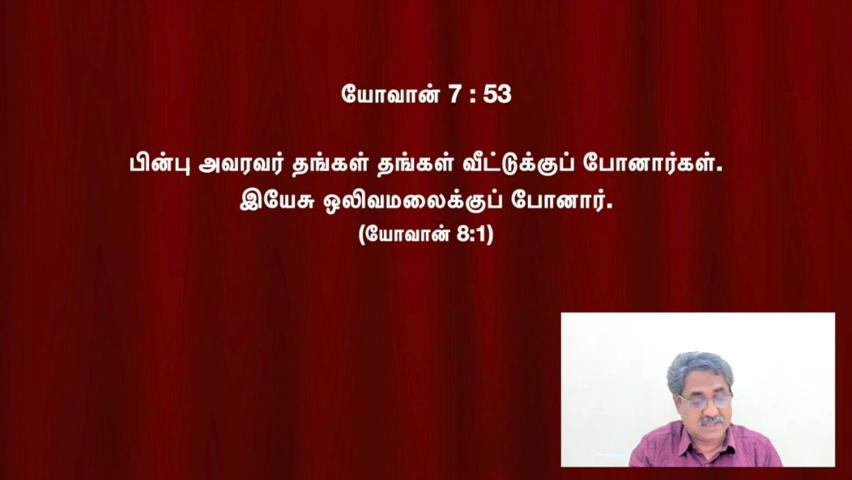 யோவான் 7 : 53
பின்பு அவரவர் தங்கள் தங்கள் வீட்டுக்குப் போனார்கள்.
இயேசு ஒலிவமலைக்குப் போனார்.
(யோவான் 8:1)